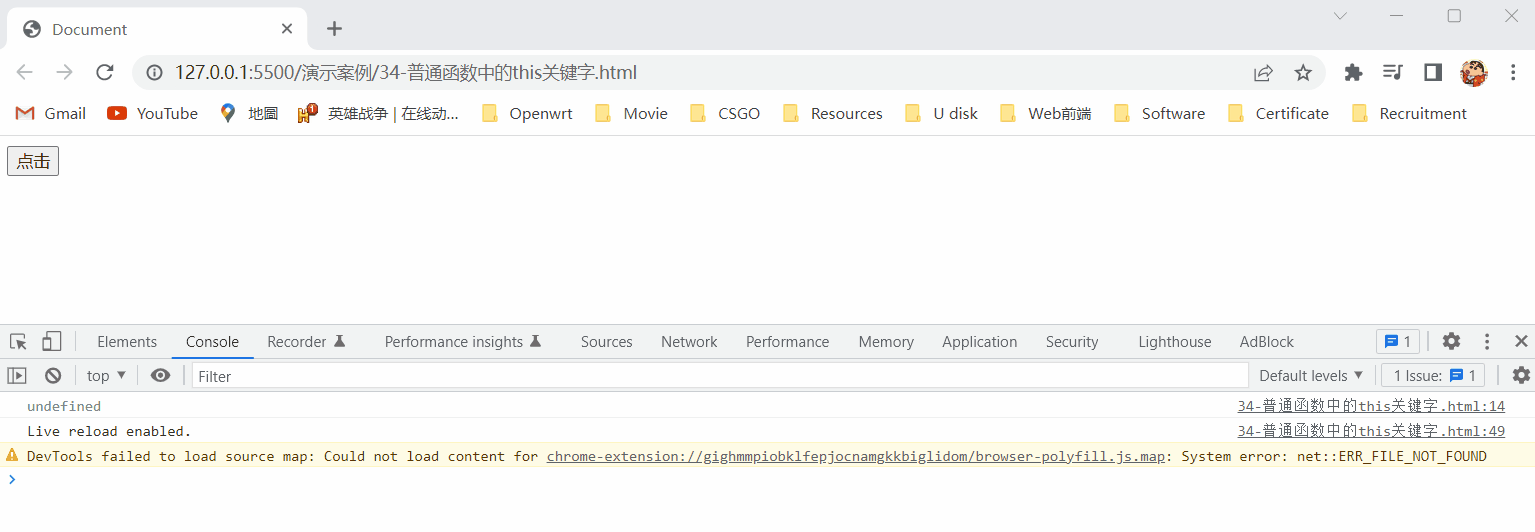 Document
127.0.0.1:5500/演示案例/34-普通函数中的this关键字.html
Gmail YouTube 地圖 英雄战争 | 在线动... Openwrt Movie CSGO Resources U disk Web前端 Software Certificate Recruitment
点击
Elements Console Recorder Performance insights Sources Network Performance Memory Application Security Lighthouse AdBlock 1
top Filter Default levels 1 Issue: 1
undefined 34-普通函数中的this关键字.html:14
Live reload enabled. 34-普通函数中的this关键字.html:49
DevTools failed to load source map: Could not load content for chrome-extension://gighmmpiobklfepjocnamgkkbiglidom/browser-polyfill.js.map: System error: net::ERR_FILE_NOT_FOUND